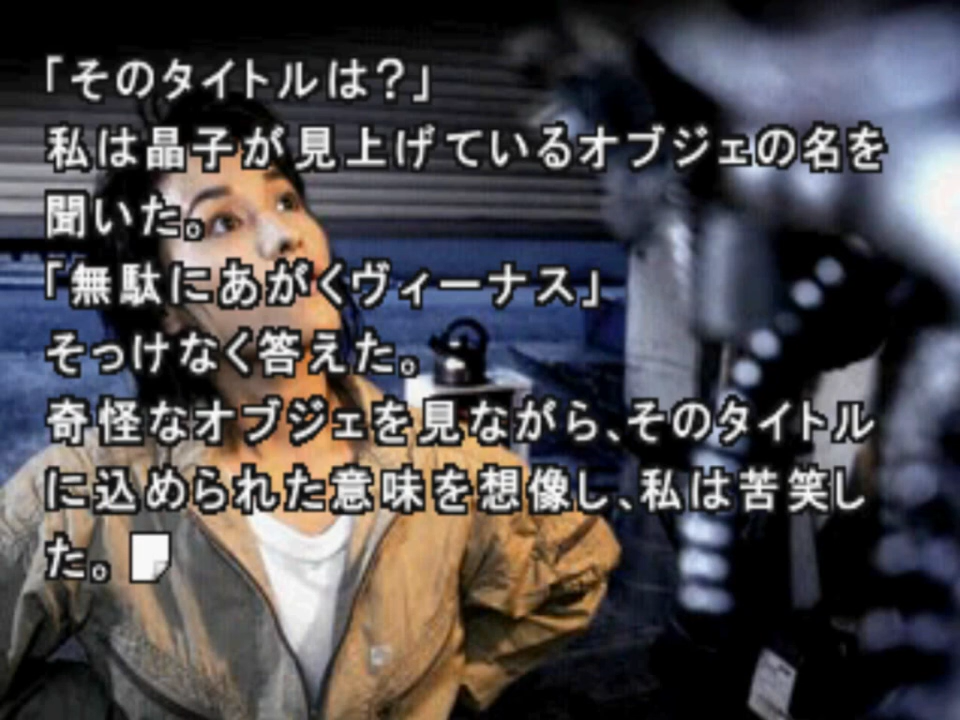 「そのタイトルは？」
私は晶子が見上げているオブジェの名を
聞いた。
「無駄にあがくヴィーナス」
そっけなく答えた。
奇怪なオブジェを見ながら、そのタイトル
に込められた意味を想像し、私は苦笑し
た。